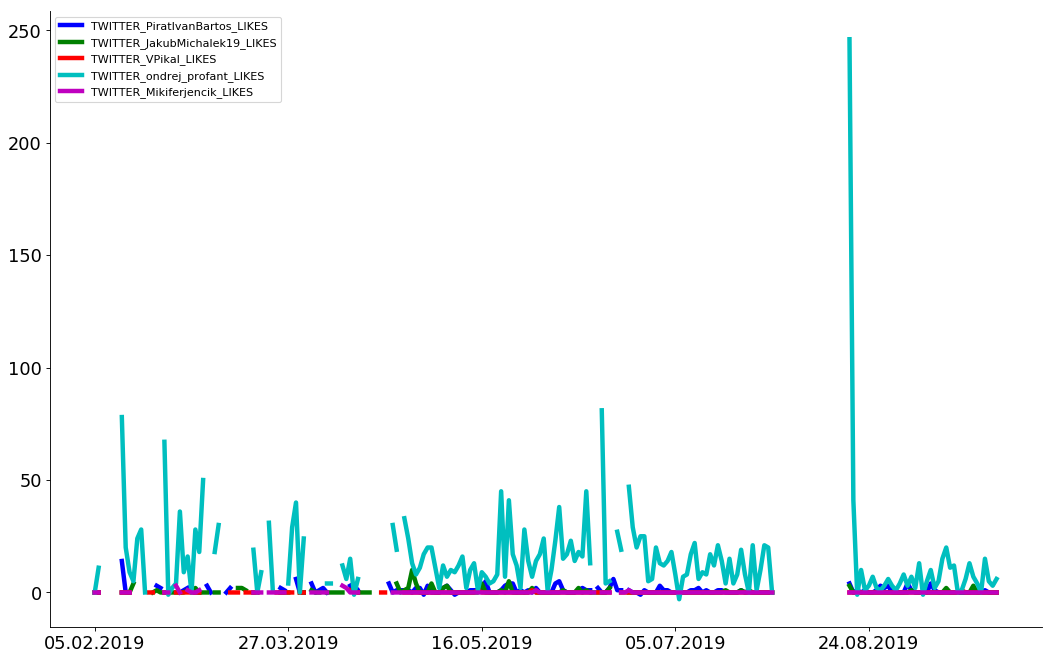 TWITTER_PiratIvanBartos_LIKES
TWITTER_JakubMichalek19_LIKES
TWITTER_VPikal_LIKES
TWITTER_ondrej_profant_LIKES
TWITTER_Mikiferjencik_LIKES
250
200
150
100
50
0
05.02.2019 27.03.2019 16.05.2019 05.07.2019 24.08.2019